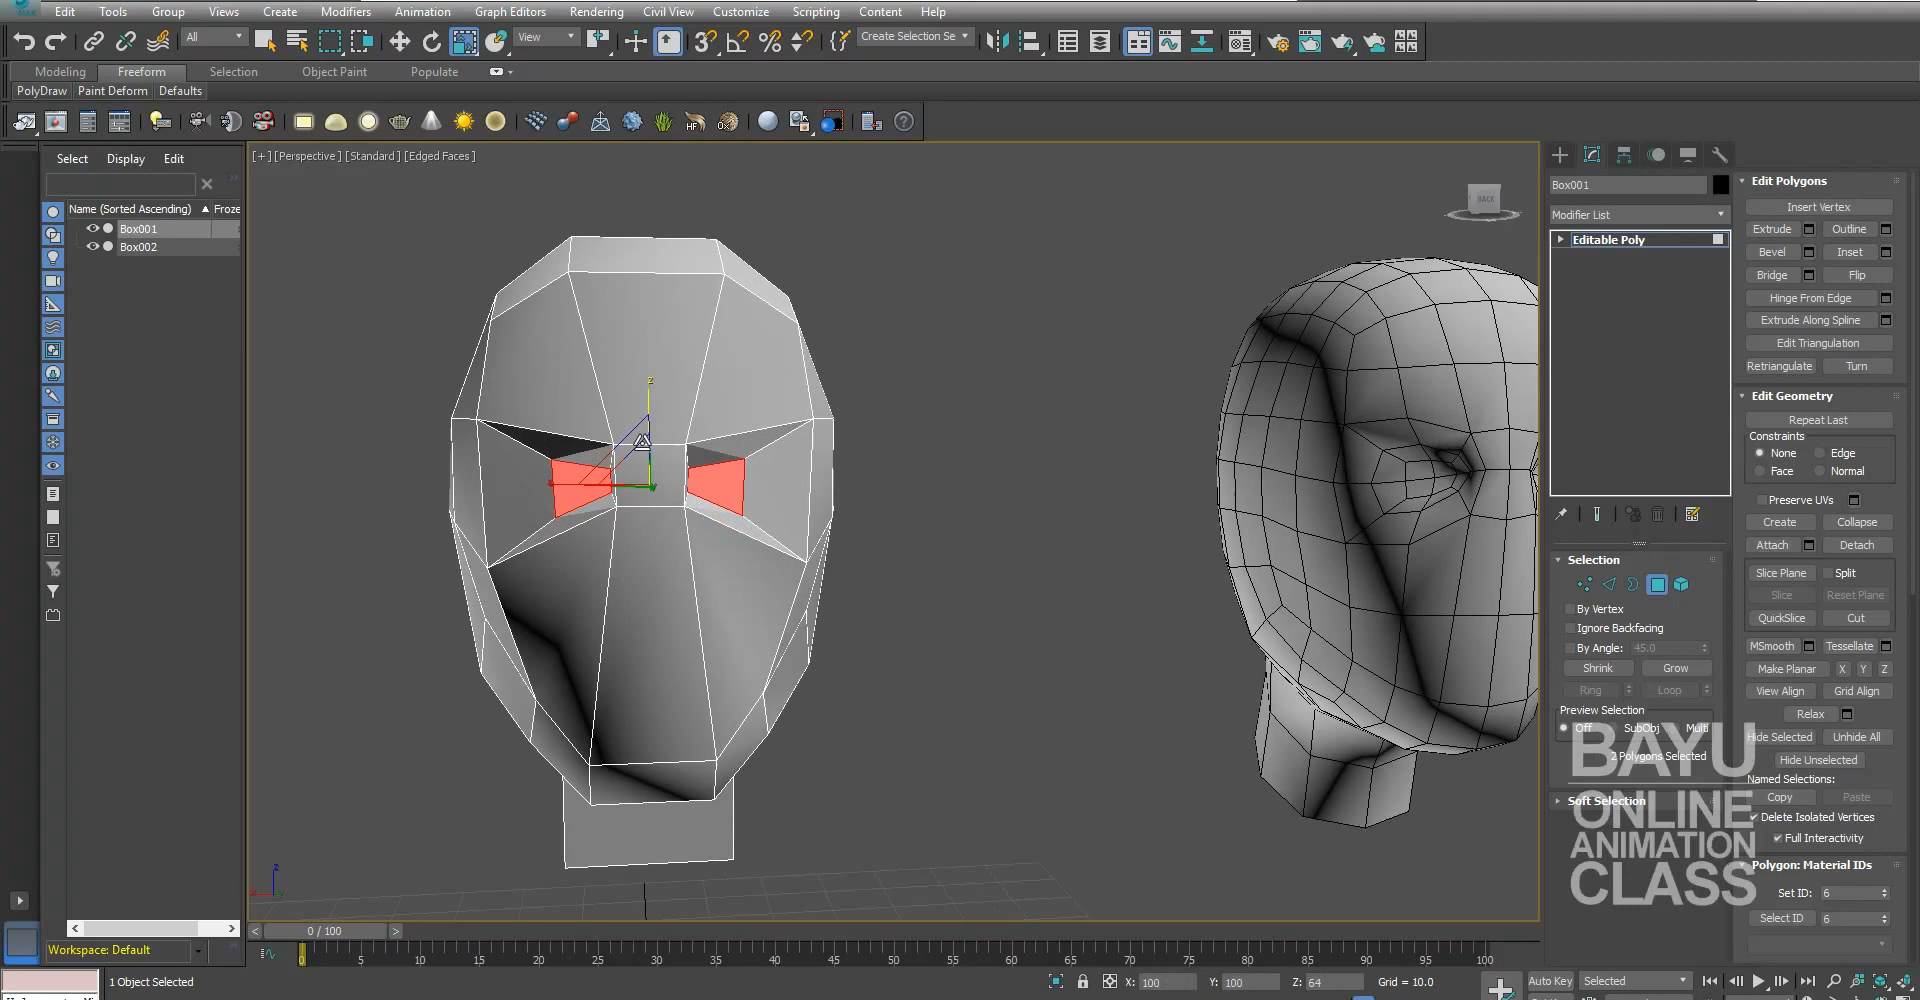 Edit Tools Group Views Create Modifiers Animation Graph Editors Rendering Civil View Customize Scripting Content Help
All View Create Selection Se
Modeling Freeform Selection Object Paint Populate
PolyDraw Paint Deform Defaults
Select Display Edit
Name (Sorted Ascending) Froze
Box001
Box002
[+] [Perspective] [Standard] [Edged Faces]
BACK
z
Box001
Modifier List
Editable Poly
Selection
By Vertex
Ignore Backfacing
By Angle: 45.0
Shrink Grow
Ring Loop
Preview Selection
Off SubObj Multi
2 Polygons Selected
Soft Selection
Edit Polygons
Insert Vertex
Extrude Outline
Bevel Inset
Bridge Flip
Hinge From Edge
Extrude Along Spline
Edit Triangulation
Retriangulate Turn
Edit Geometry
Repeat Last
Constraints
None Edge
Face Normal
Preserve UVs
Create Collapse
Attach Detach
Slice Plane Split
Slice Reset Plane
QuickSlice Cut
MSmooth Tessellate
Make Planar X Y Z
View Align Grid Align
Relax
Hide Selected Unhide All
Hide Unselected
Named Selections:
Copy Paste
Delete Isolated Vertices
Full Interactivity
Polygon: Material IDs
Set ID: 6
Select ID 6
BAYU
ONLINE
ANIMATION
CLASS
0 / 100
Workspace: Default
0 5 10 15 20 25 30 35 40 45 50 55 60 65 70 75 80 85 90 95 100
1 Object Selected X: 100 Y: 100 Z: 64 Grid = 10.0 Auto Key Selected